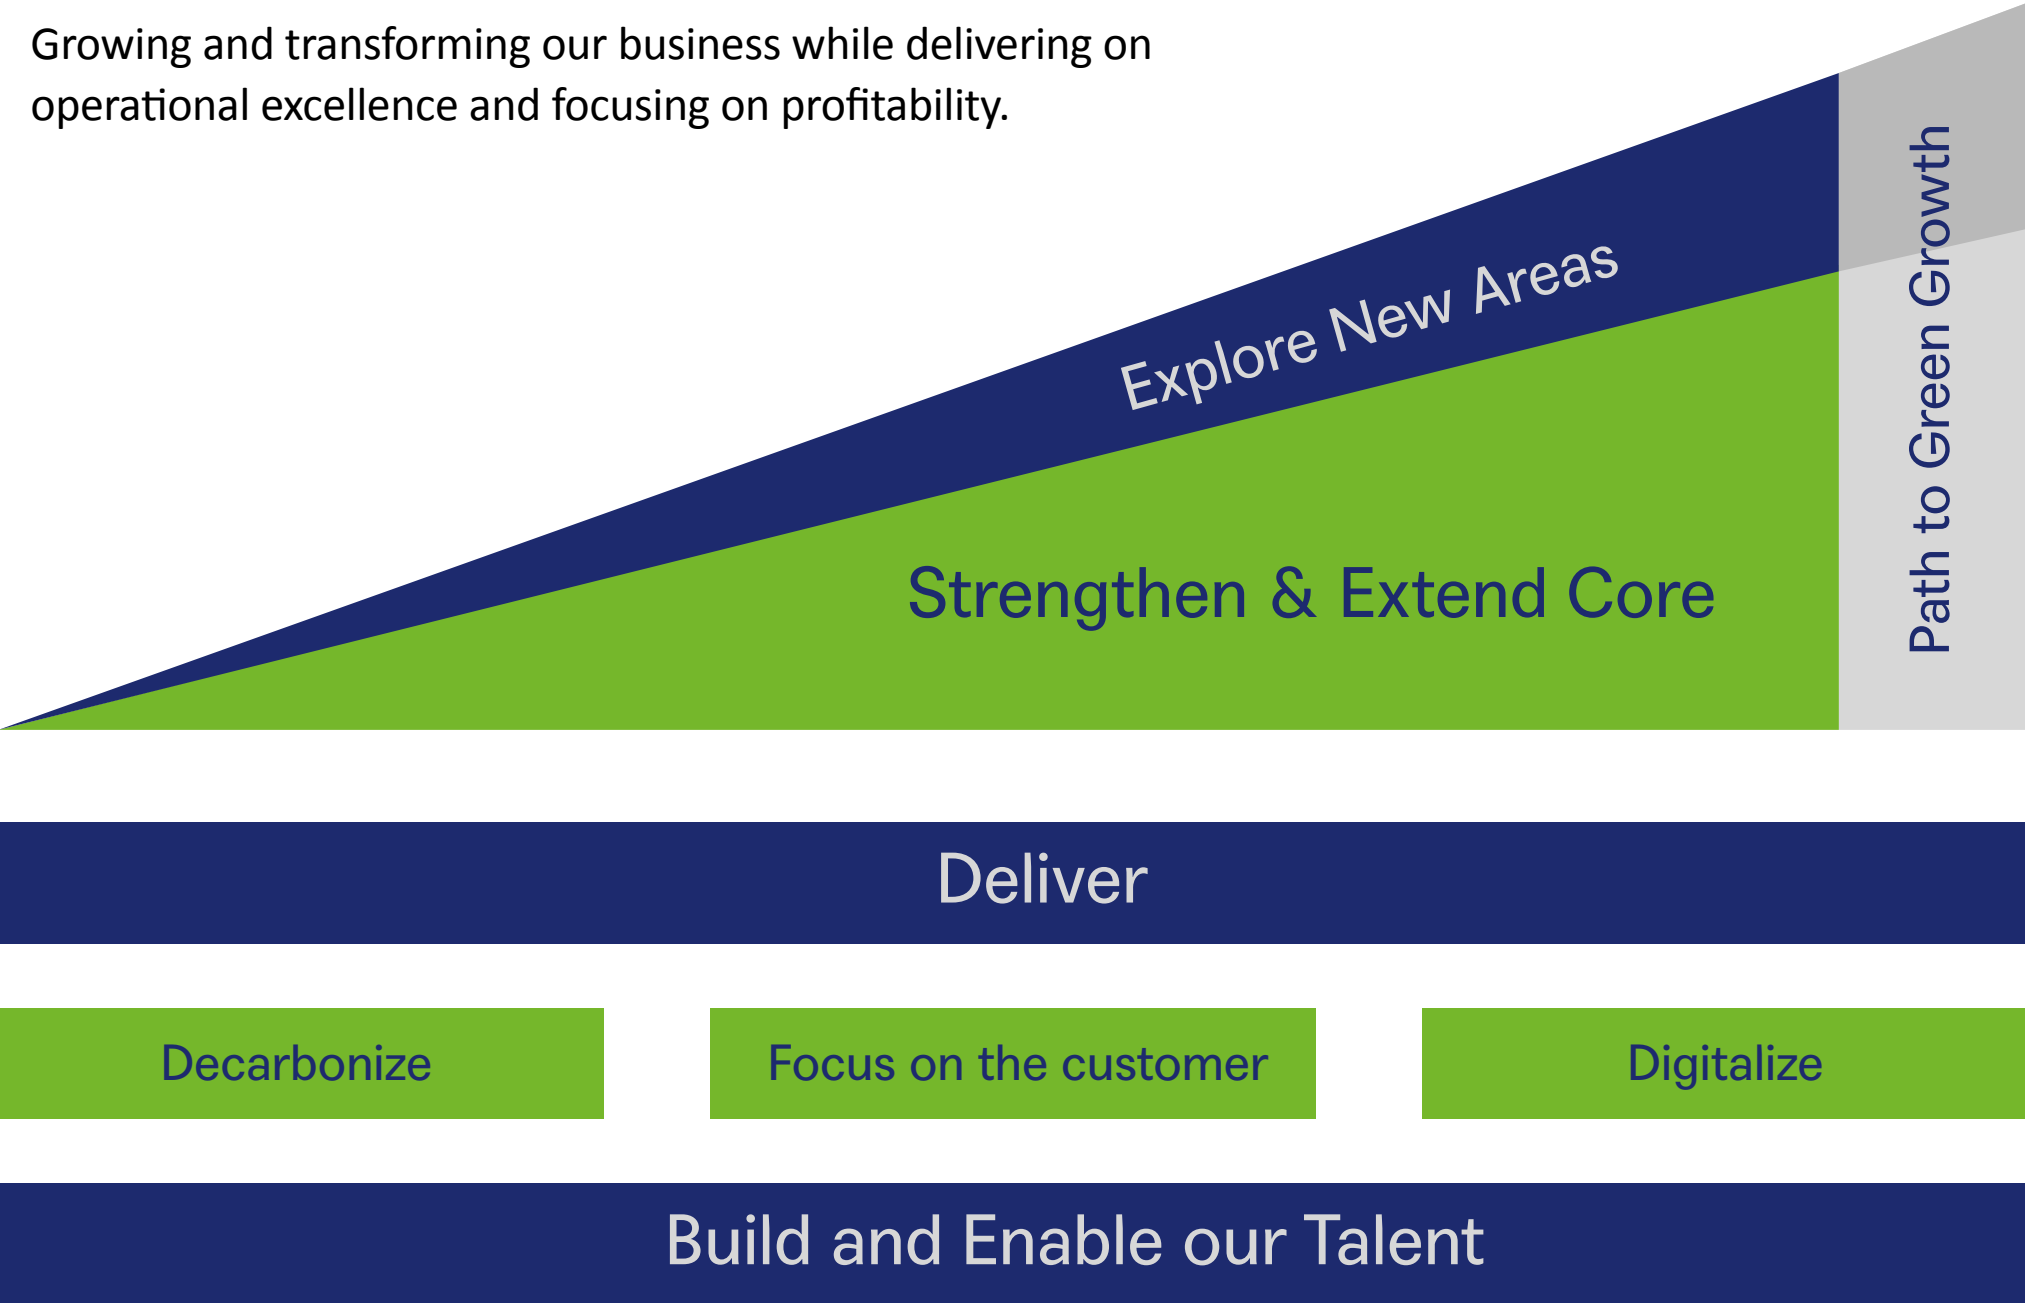 Growing and transforming our business while delivering on
operational excellence and focusing on profitability.
Explore New Areas
Strengthen & Extend Core
Path to Green Growth
Deliver
Decarbonize
Focus on the customer
Digitalize
Build and Enable our Talent